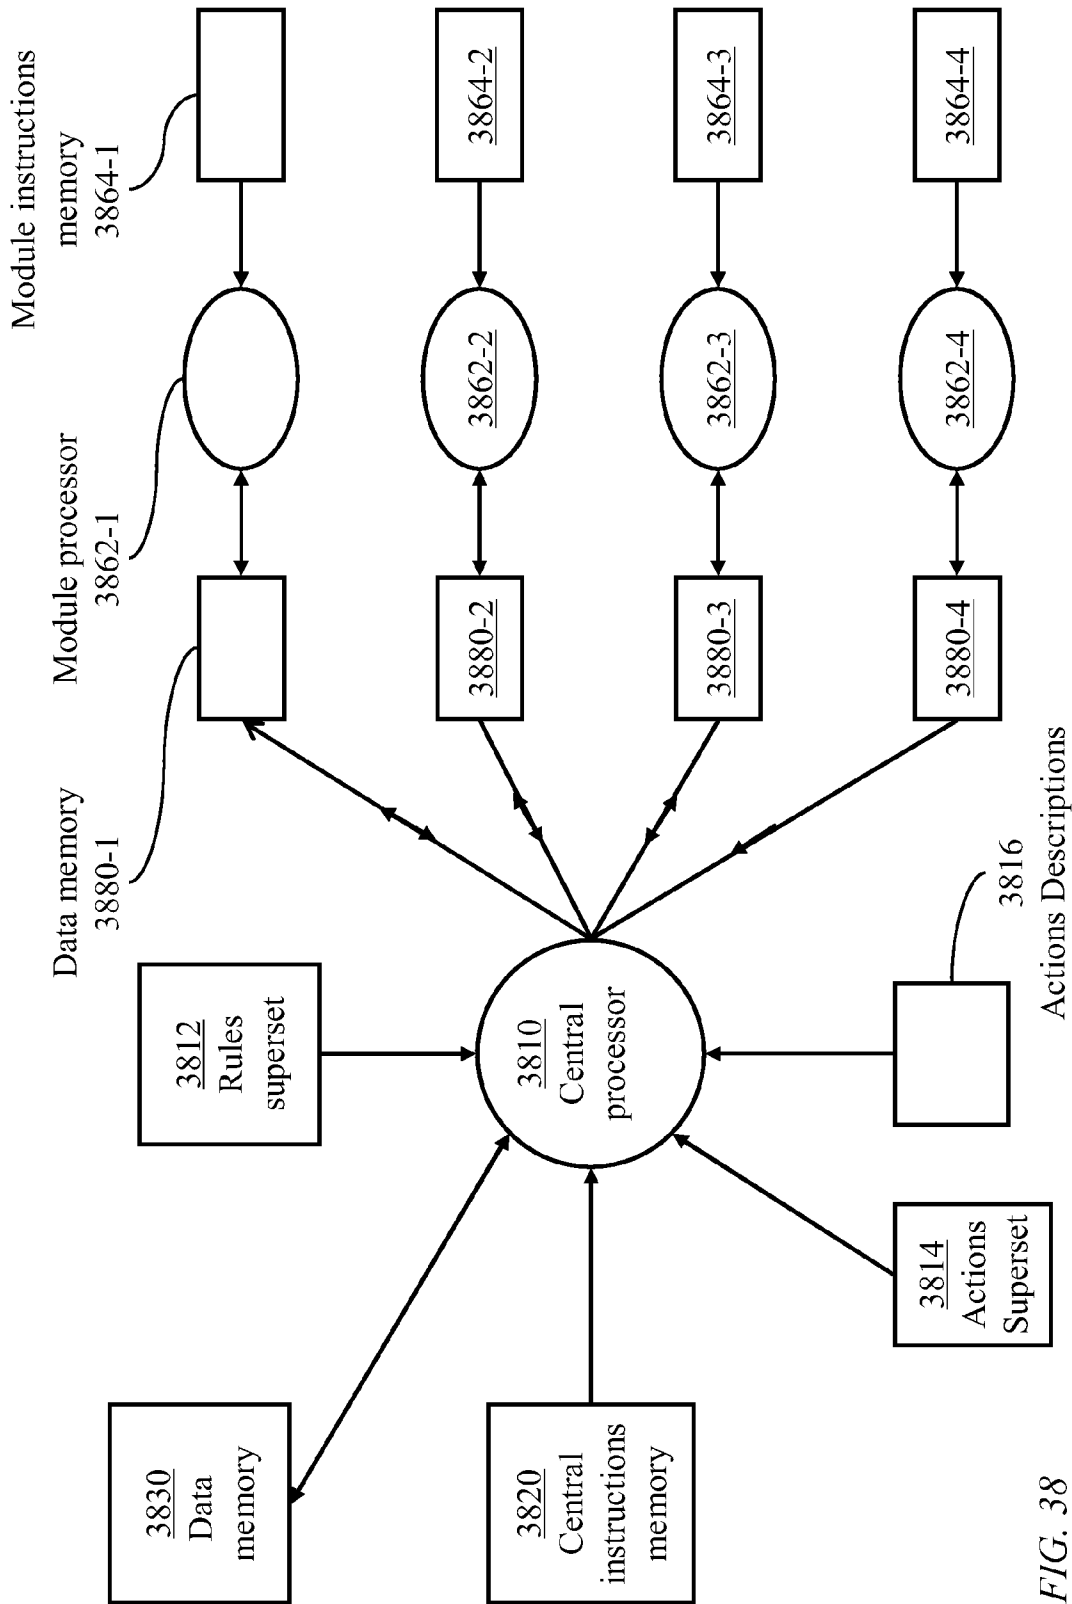 Module instructions
memory
3864-1
Module processor
3862-1
Data memory
3880-1
3864-2
3864-3
3864-4
3862-2
3862-3
3862-4
3880-2
3880-3
3880-4
3812
Rules
superset
3810
Central
processor
3816
Actions Descriptions
3814
Actions
Superset
3830
Data
memory
3820
Central
instructions
memory
FIG. 38